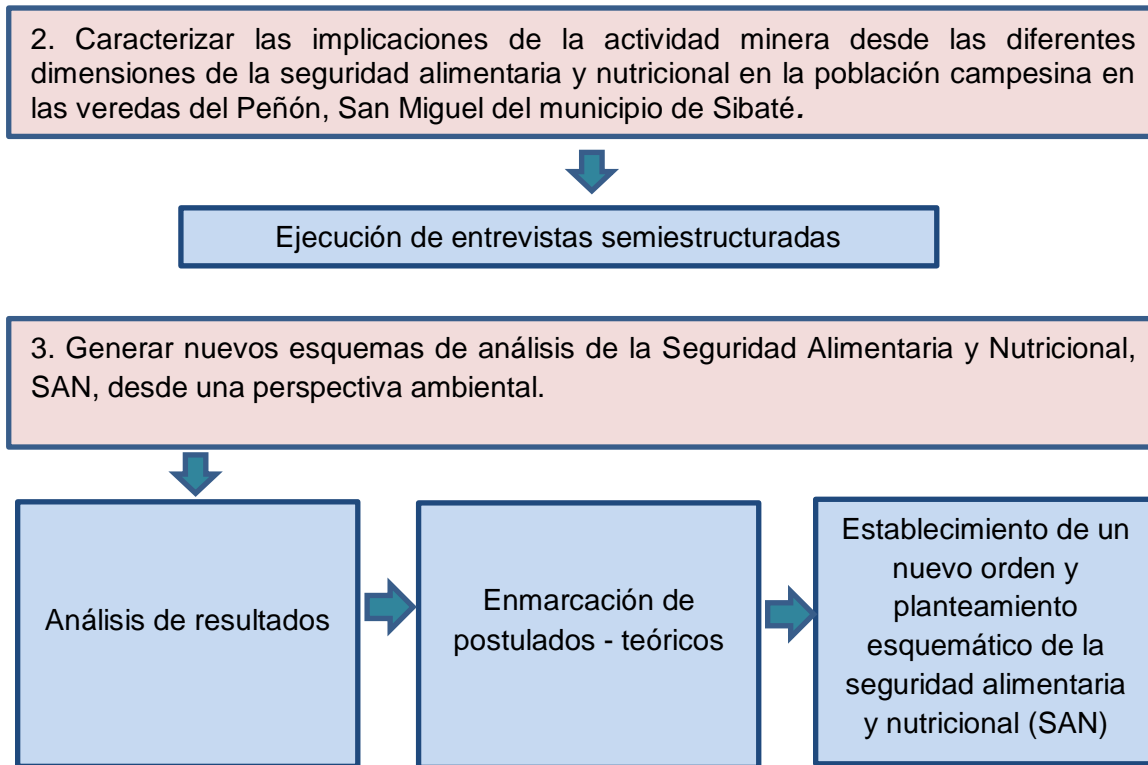 2. Caracterizar las implicaciones de la actividad minera desde las diferentes
dimensiones de la seguridad alimentaria y nutricional en la población campesina en
las veredas del Peñón, San Miguel del municipio de Sibaté.
Ejecución de entrevistas semiestructuradas
3. Generar nuevos esquemas de análisis de la Seguridad Alimentaria y Nutricional,
SAN, desde una perspectiva ambiental.
Análisis de resultados
Enmarcación de
postulados - teóricos
Establecimiento de un
nuevo orden y
planteamiento
esquemático de la
seguridad alimentaria
y nutricional (SAN)